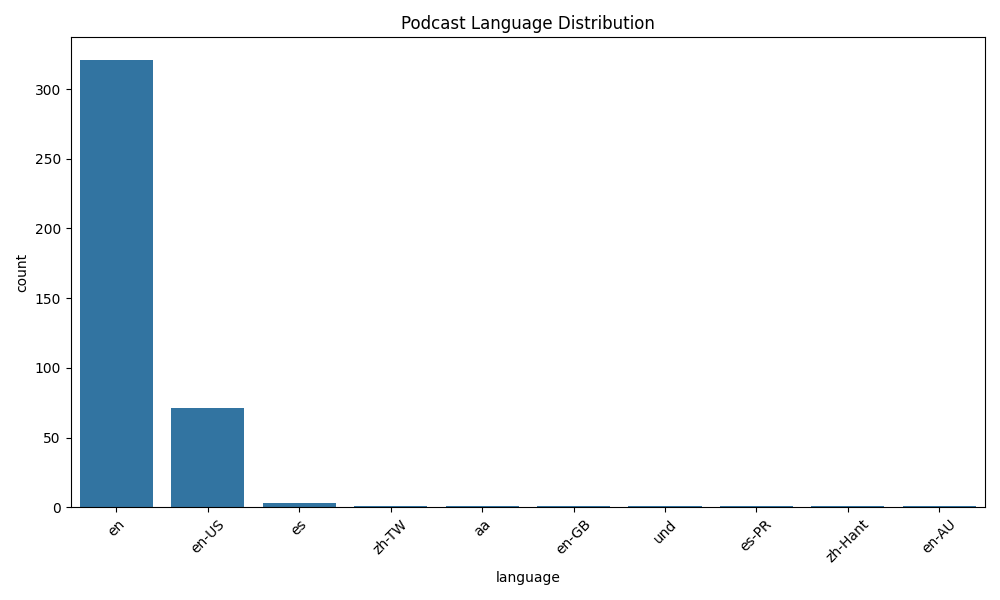 Podcast Language Distribution
count
300
250
200
150
100
50
0
en
en-US
es
zh-TW
aa
en-GB
und
es-PR
zh-Hant
en-AU
language